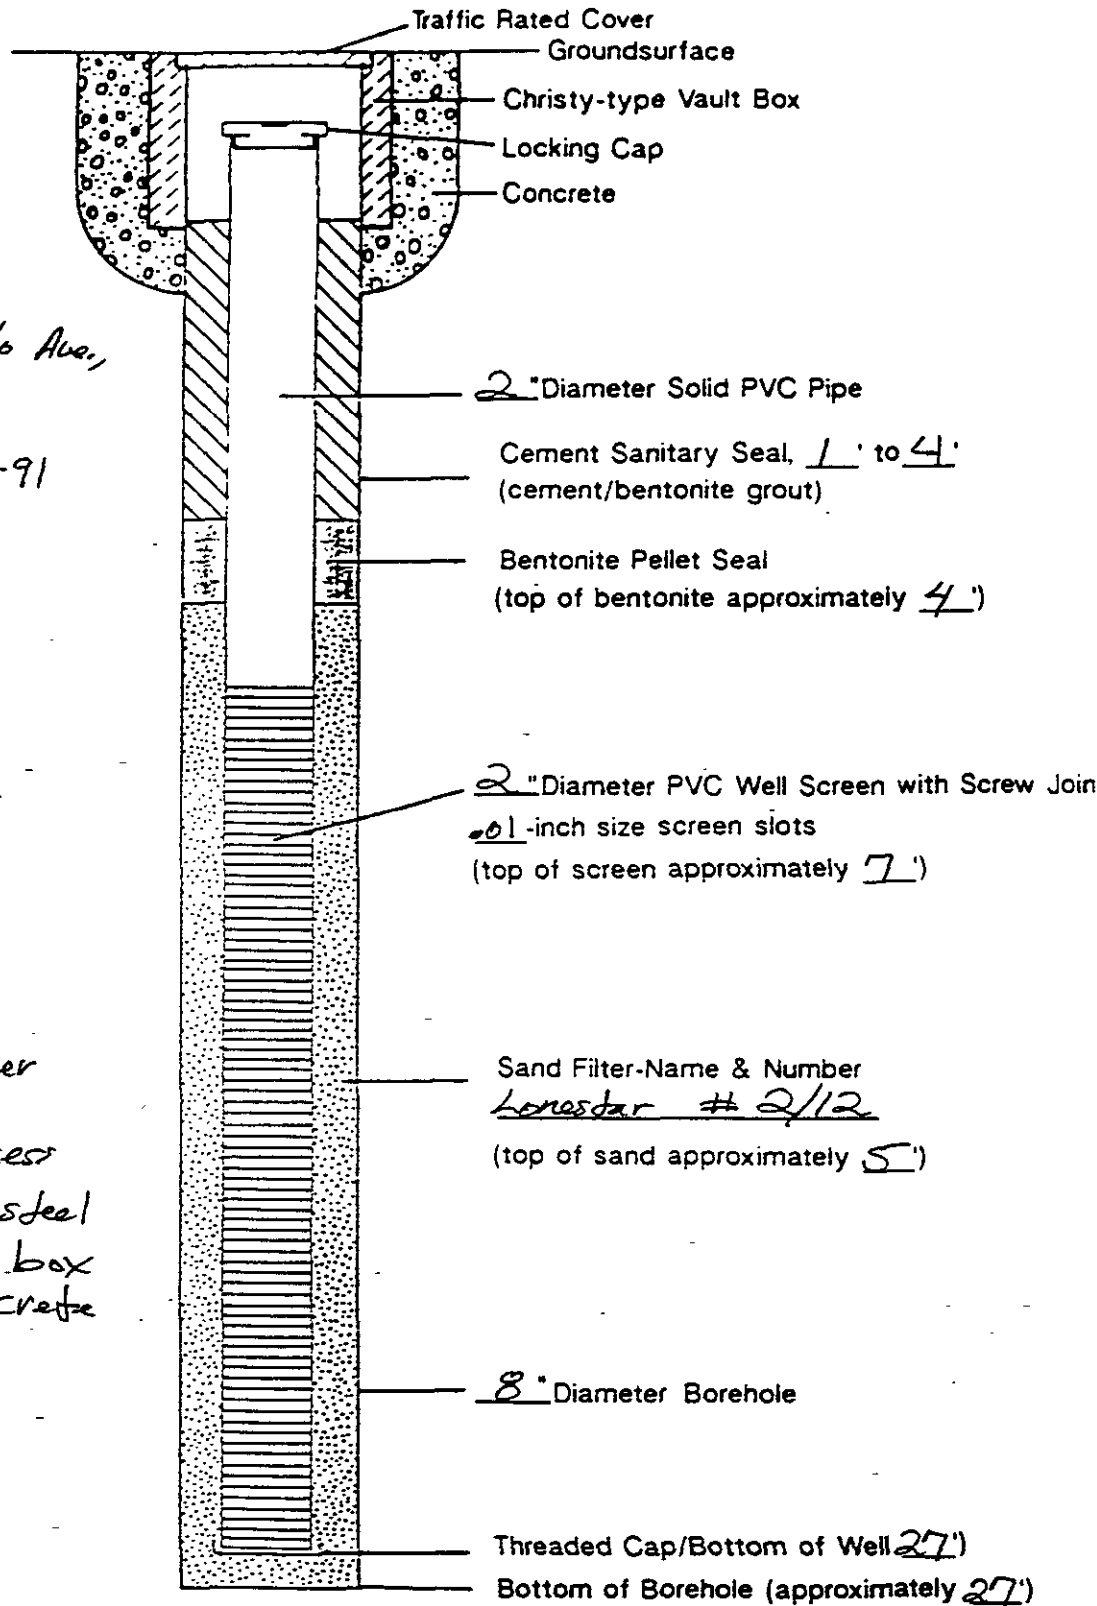 Traffic Rated Cover
Groundsurface
Christy-type Vault Box
Locking Cap
Concrete
Ave.,
-91
2 "Diameter Solid PVC Pipe
Cement Sanitary Seal, 1 ' to 4 '
(cement/bentonite grout)
Bentonite Pellet Seal
(top of bentonite approximately 4 ')
2 "Diameter PVC Well Screen with Screw Join
.01-inch size screen slots
(top of screen approximately 7 ')
er
Sand Filter-Name & Number
Lonestar # 2/12
cess
(top of sand approximately 5 ')
steel
box
crete
8 "Diameter Borehole
Threaded Cap/Bottom of Well 27')
Bottom of Borehole (approximately 27')